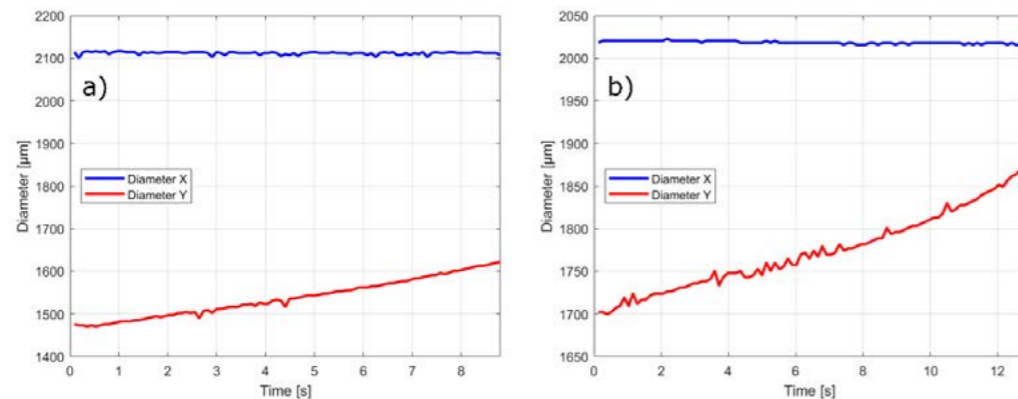 2200
2100
2000
1900
1800
1700
1600
1500
1400
Diameter [μm]
a)
Diameter X
Diameter Y
0 1 2 3 4 5 6 7 8
Time [s]
2050
2000
1950
1900
1850
1800
1750
1700
1650
Diameter [μm]
b)
Diameter X
Diameter Y
0 2 4 6 8 10 12
Time [s]